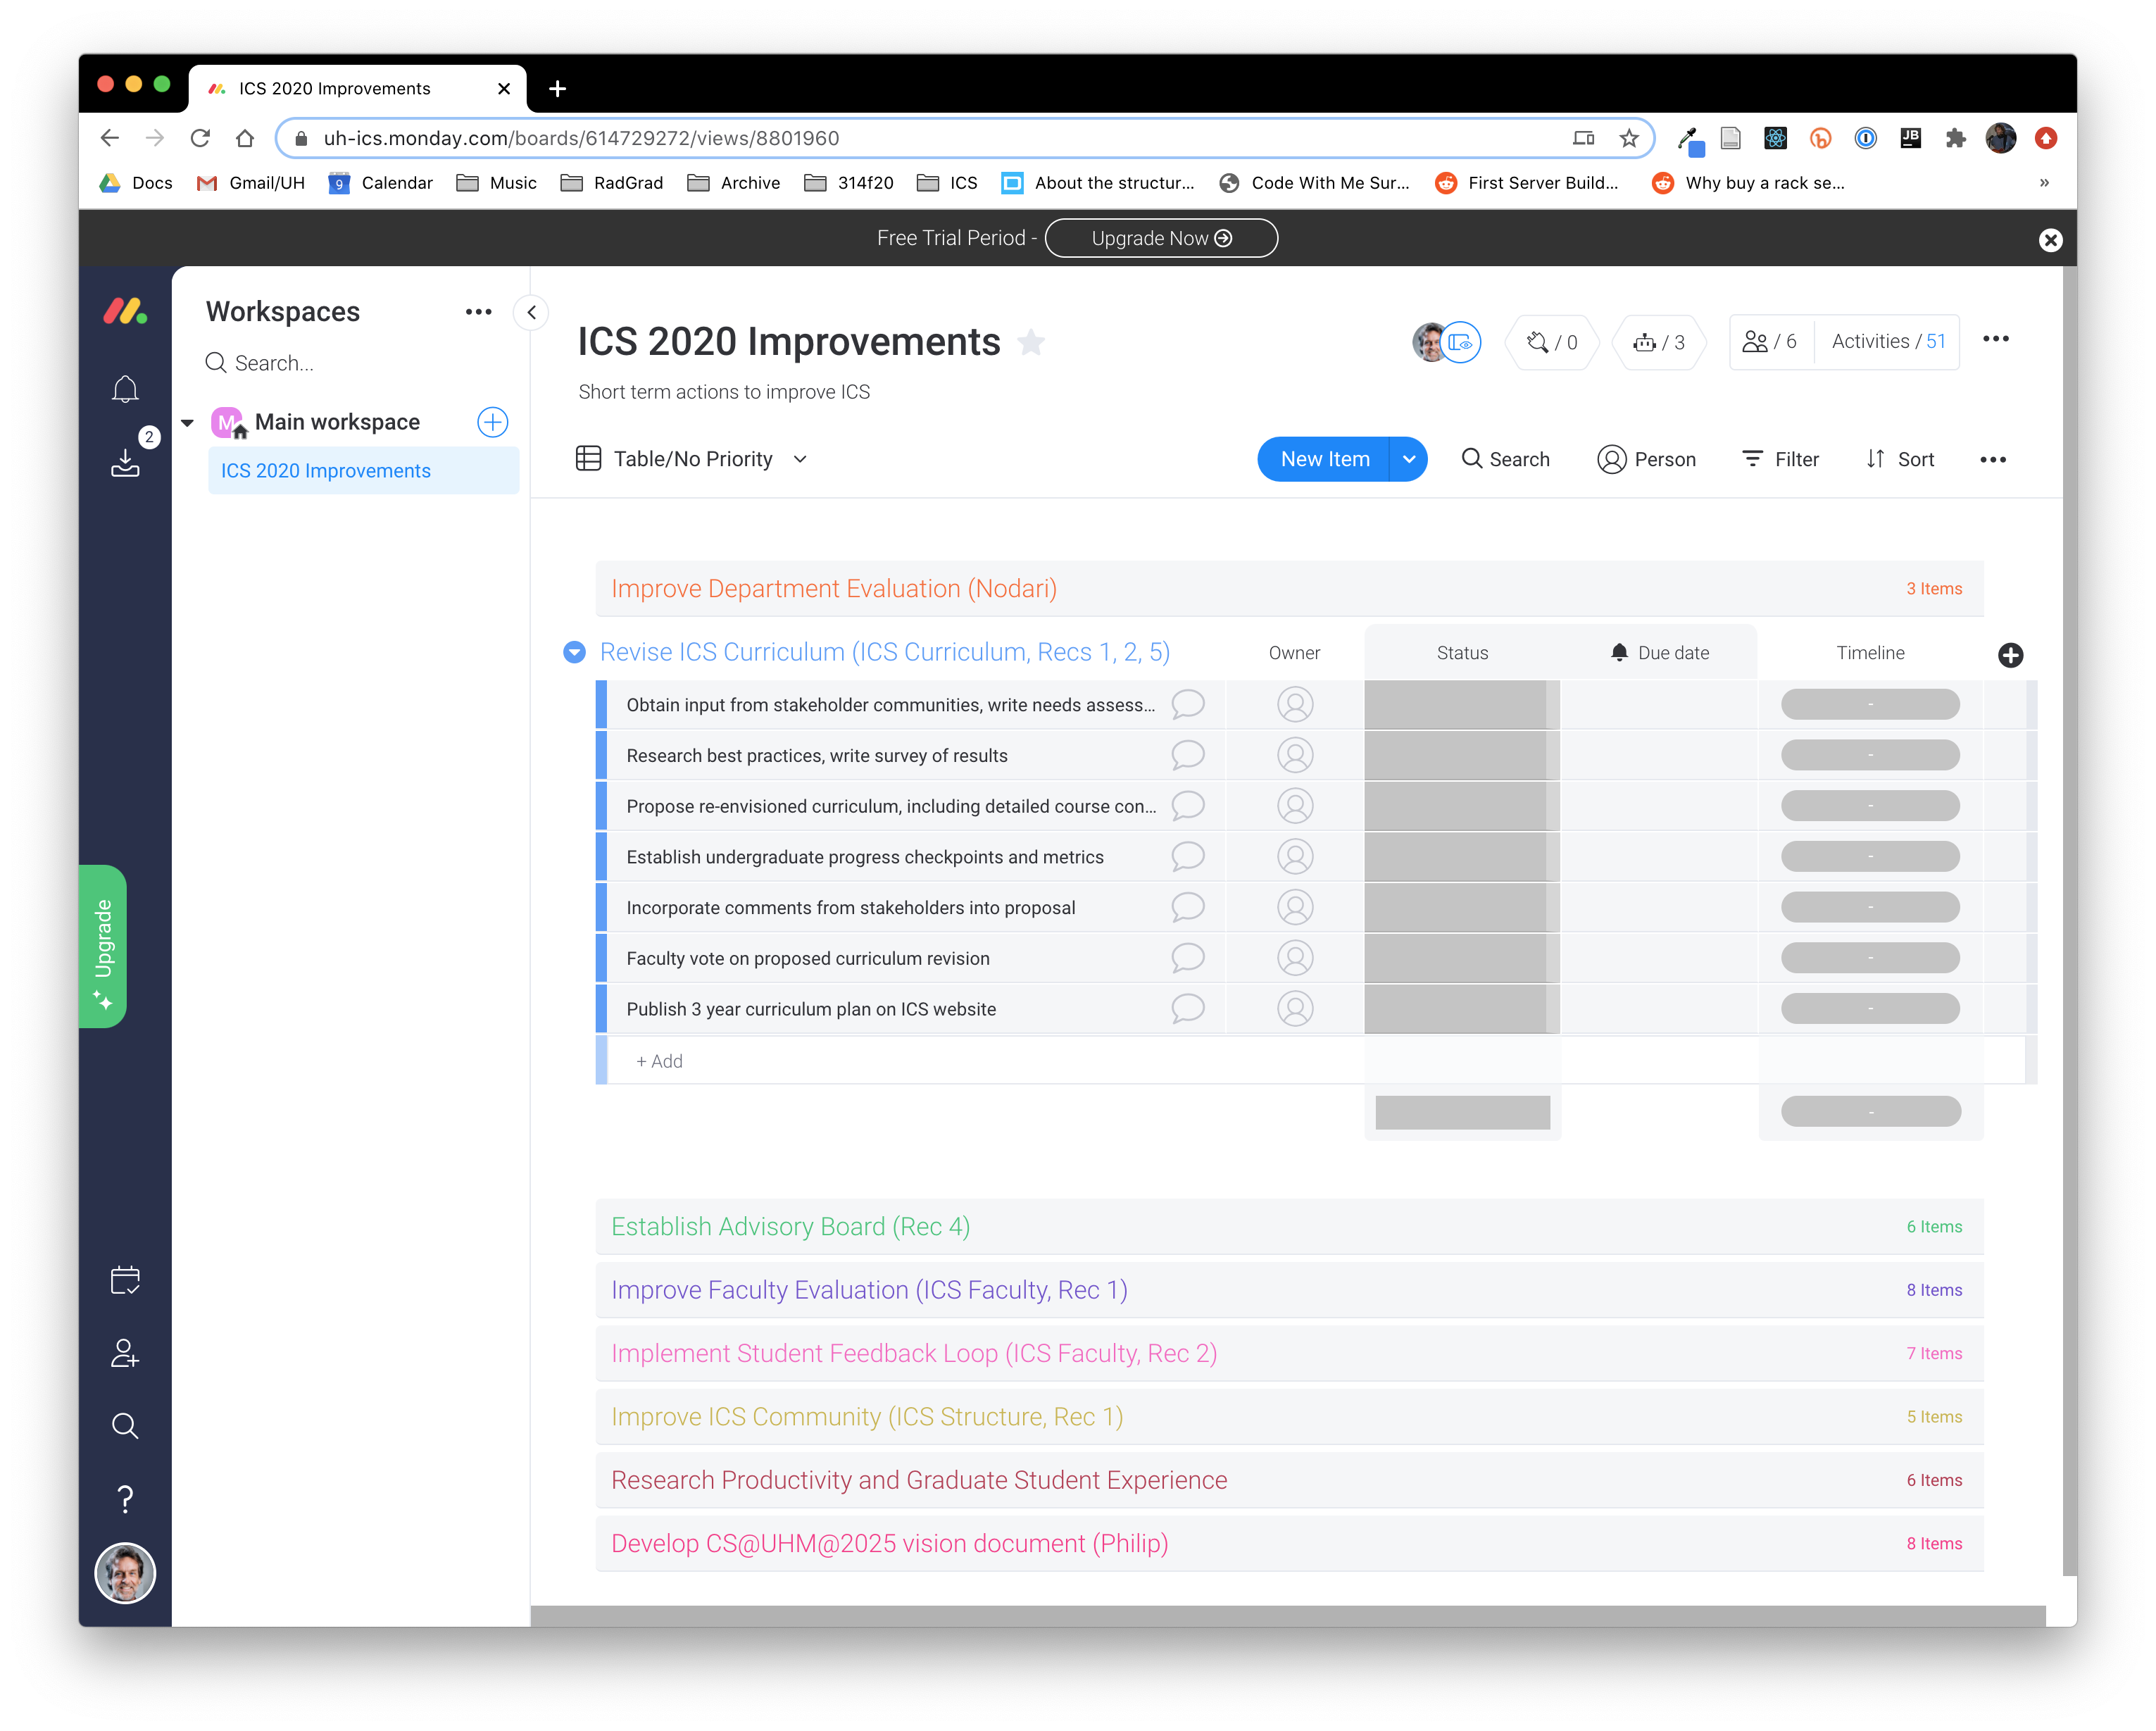 ICS 2020 Improvements
uh-ics.monday.com/boards/614729272/views/8801960
JB
Docs Gmail/UH 9 Calendar Music RadGrad Archive 314f20 ICS About the structur... Code With Me Sur... First Server Build... Why buy a rack se... »
Free Trial Period - Upgrade Now
Workspaces
Search...
M Main workspace
ICS 2020 Improvements
2
Upgrade
ICS 2020 Improvements
/ 0 / 3 / 6 Activities / 51
Short term actions to improve ICS
Table/No Priority New Item Search Person Filter Sort
Improve Department Evaluation (Nodari) 3 Items
Revise ICS Curriculum (ICS Curriculum, Recs 1, 2, 5) Owner Status Due date Timeline
Obtain input from stakeholder communities, write needs assess... -
Research best practices, write survey of results -
Propose re-envisioned curriculum, including detailed course con... -
Establish undergraduate progress checkpoints and metrics -
Incorporate comments from stakeholders into proposal -
Faculty vote on proposed curriculum revision -
Publish 3 year curriculum plan on ICS website -
+ Add
-
Establish Advisory Board (Rec 4) 6 Items
Improve Faculty Evaluation (ICS Faculty, Rec 1) 8 Items
Implement Student Feedback Loop (ICS Faculty, Rec 2) 7 Items
Improve ICS Community (ICS Structure, Rec 1) 5 Items
Research Productivity and Graduate Student Experience 6 Items
Develop CS@UHM@2025 vision document (Philip) 8 Items